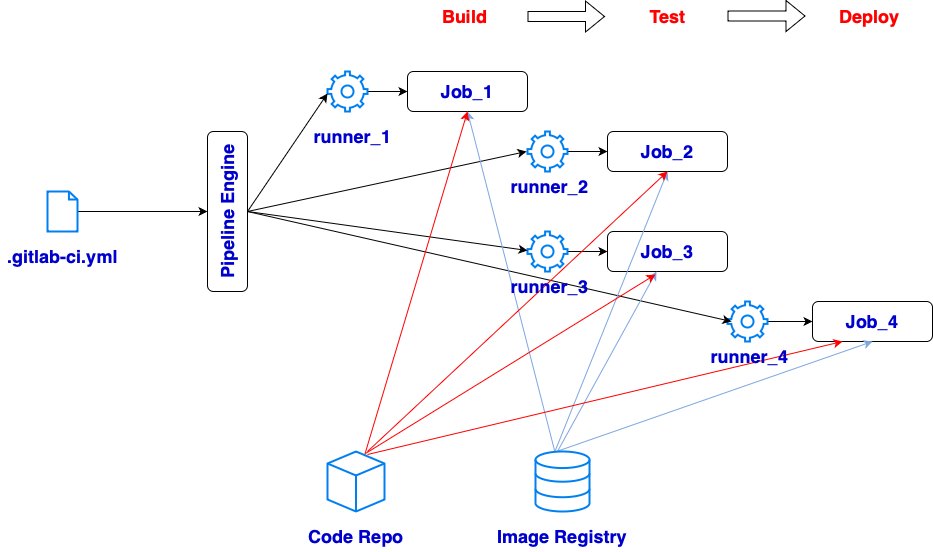 Build
Test
Deploy
Job_1
runner_1
Job_2
runner_2
Pipeline Engine
.gitlab-ci.yml
Job_3
runner_3
Job_4
runner_4
Code Repo
Image Registry